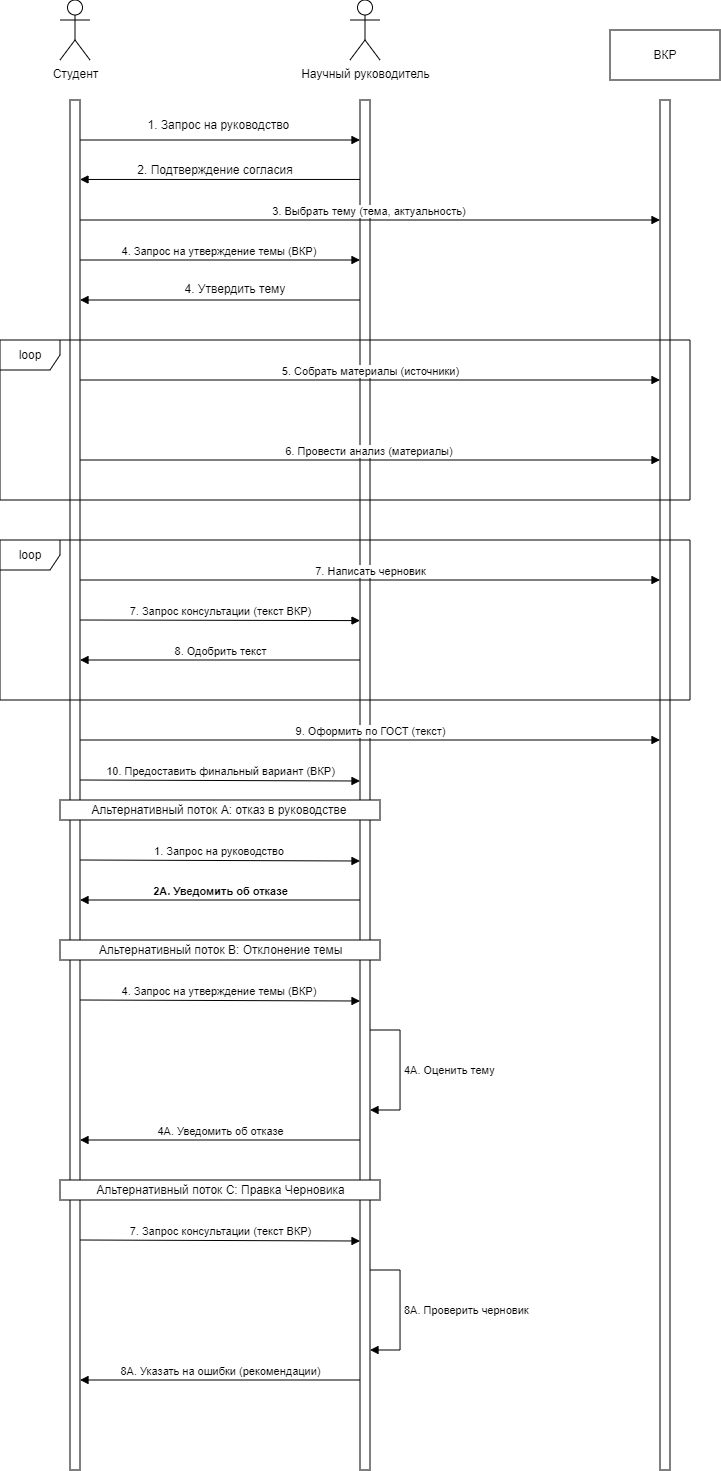 Студент
Научный руководитель
ВКР
1. Запрос на руководство
2. Подтверждение согласия
3. Выбрать тему (тема, актуальность)
4. Запрос на утверждение темы (ВКР)
4. Утвердить тему
loop
5. Собрать материалы (источники)
6. Провести анализ (материалы)
loop
7. Написать черновик
7. Запрос консультации (текст ВКР)
8. Одобрить текст
9. Оформить по ГОСТ (текст)
10. Предоставить финальный вариант (ВКР)
Альтернативный поток А: отказ в руководстве
1. Запрос на руководство
2А. Уведомить об отказе
Альтернативный поток B: Отклонение темы
4. Запрос на утверждение темы (ВКР)
4А. Оценить тему
4А. Уведомить об отказе
Альтернативный поток С: Правка Черновика
7. Запрос консультации (текст ВКР)
8А. Проверить черновик
8А. Указать на ошибки (рекомендации)